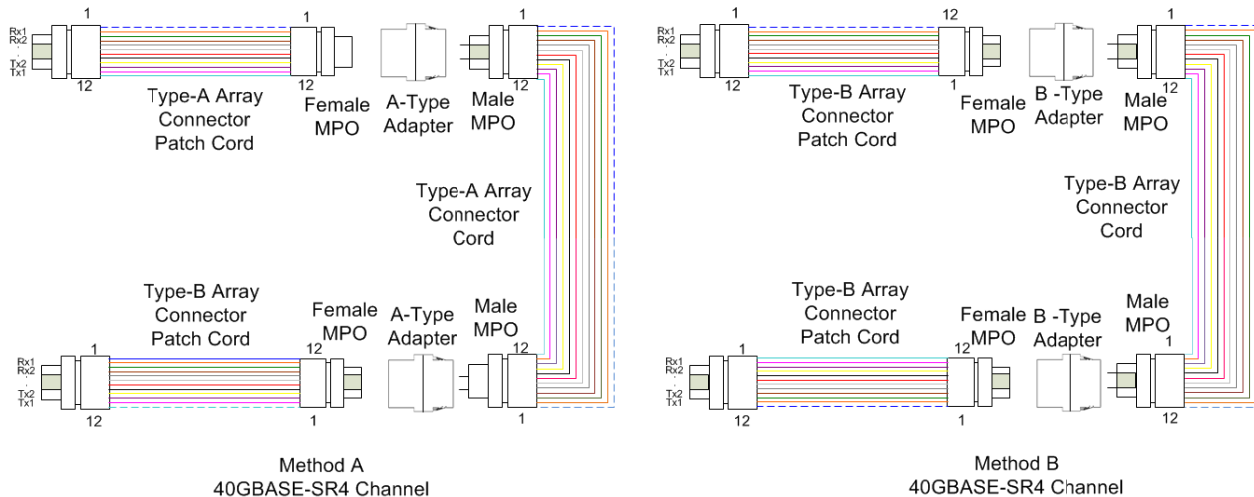 1
1
12
1
1
12
Rx1
Rx2
:
Tx2
Tx1
Rx1
Rx2
:
Tx2
Tx1
12
12
12
12
1
12
Type-A Array
Connector
Patch Cord
Female
MPO
A-Type
Adapter
Male
MPO
Type-B Array
Connector
Patch Cord
Female
MPO
B -Type
Adapter
Male
MPO
Type-A Array
Connector
Cord
Type-B Array
Connector
Cord
Type-B Array
Connector
Patch Cord
Female
MPO
A-Type
Adapter
Male
MPO
Type-B Array
Connector
Patch Cord
Female
MPO
B -Type
Adapter
Male
MPO
1
12
12
1
12
1
Rx1
Rx2
:
Tx2
Tx1
Rx1
Rx2
:
Tx2
Tx1
12
1
1
12
1
12
Method A
40GBASE-SR4 Channel
Method B
40GBASE-SR4 Channel